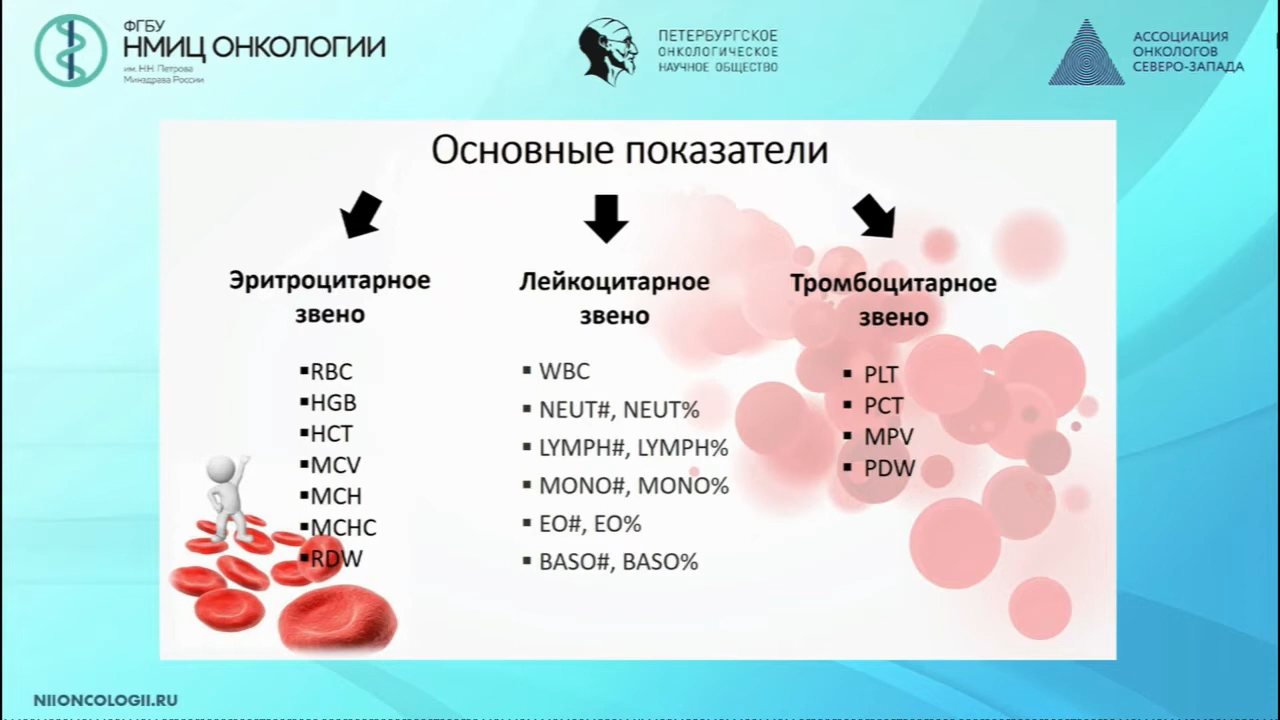 ФГБУ
НМИЦ ОНКОЛОГИИ
им. Н.Н. Петрова
Минздрава России
ПЕТЕРБУРГСКОЕ
ОНКОЛОГИЧЕСКОЕ
НАУЧНОЕ ОБЩЕСТВО
АССОЦИАЦИЯ
ОНКОЛОГОВ
СЕВЕРО-ЗАПАДА
Основные показатели
Эритроцитарное
звено
▪RBC
▪HGB
▪HCT
▪MCV
▪MCH
▪MCHC
▪RDW
Лейкоцитарное
звено
▪ WBC
▪ NEUT#, NEUT%
▪ LYMPH#, LYMPH%
▪ MONO#, MONO%
▪ EO#, EO%
▪ BASO#, BASO%
Тромбоцитарное
звено
▪ PLT
▪ PCT
▪ MPV
▪ PDW
NIIONCOLOGII.RU